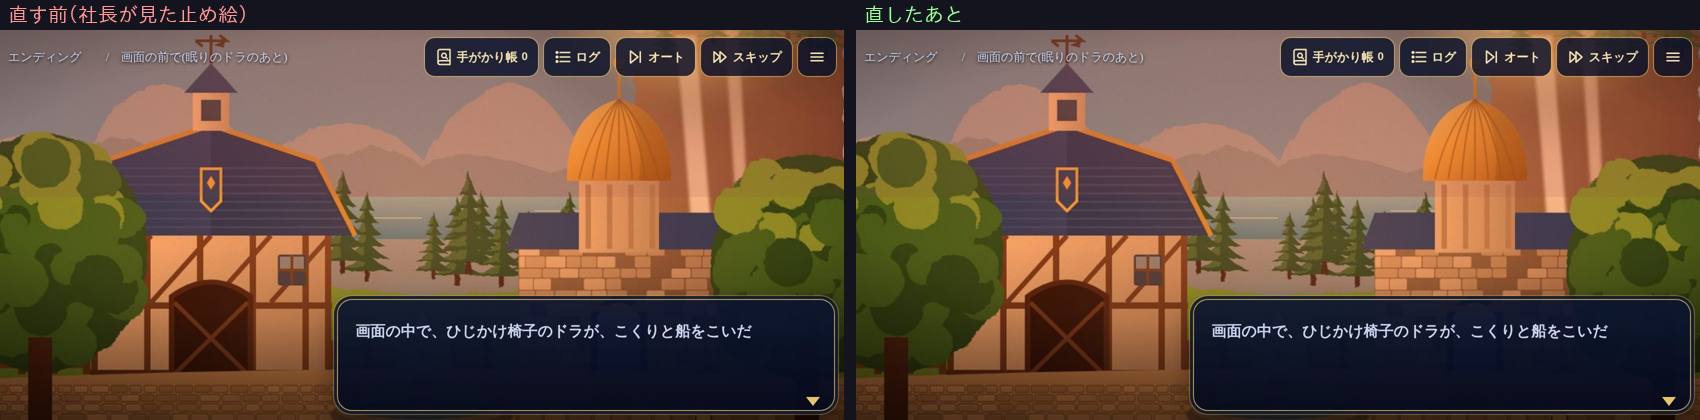 直す前(社長が見た止め絵)
エンディング / 画面の前で(眠りのドラのあと)
手がかり帳 0 ログ オート スキップ
画面の中で、ひじかけ椅子のドラが、こくりと船をこいだ
直したあと
エンディング / 画面の前で(眠りのドラのあと)
手がかり帳 0 ログ オート スキップ
画面の中で、ひじかけ椅子のドラが、こくりと船をこいだ